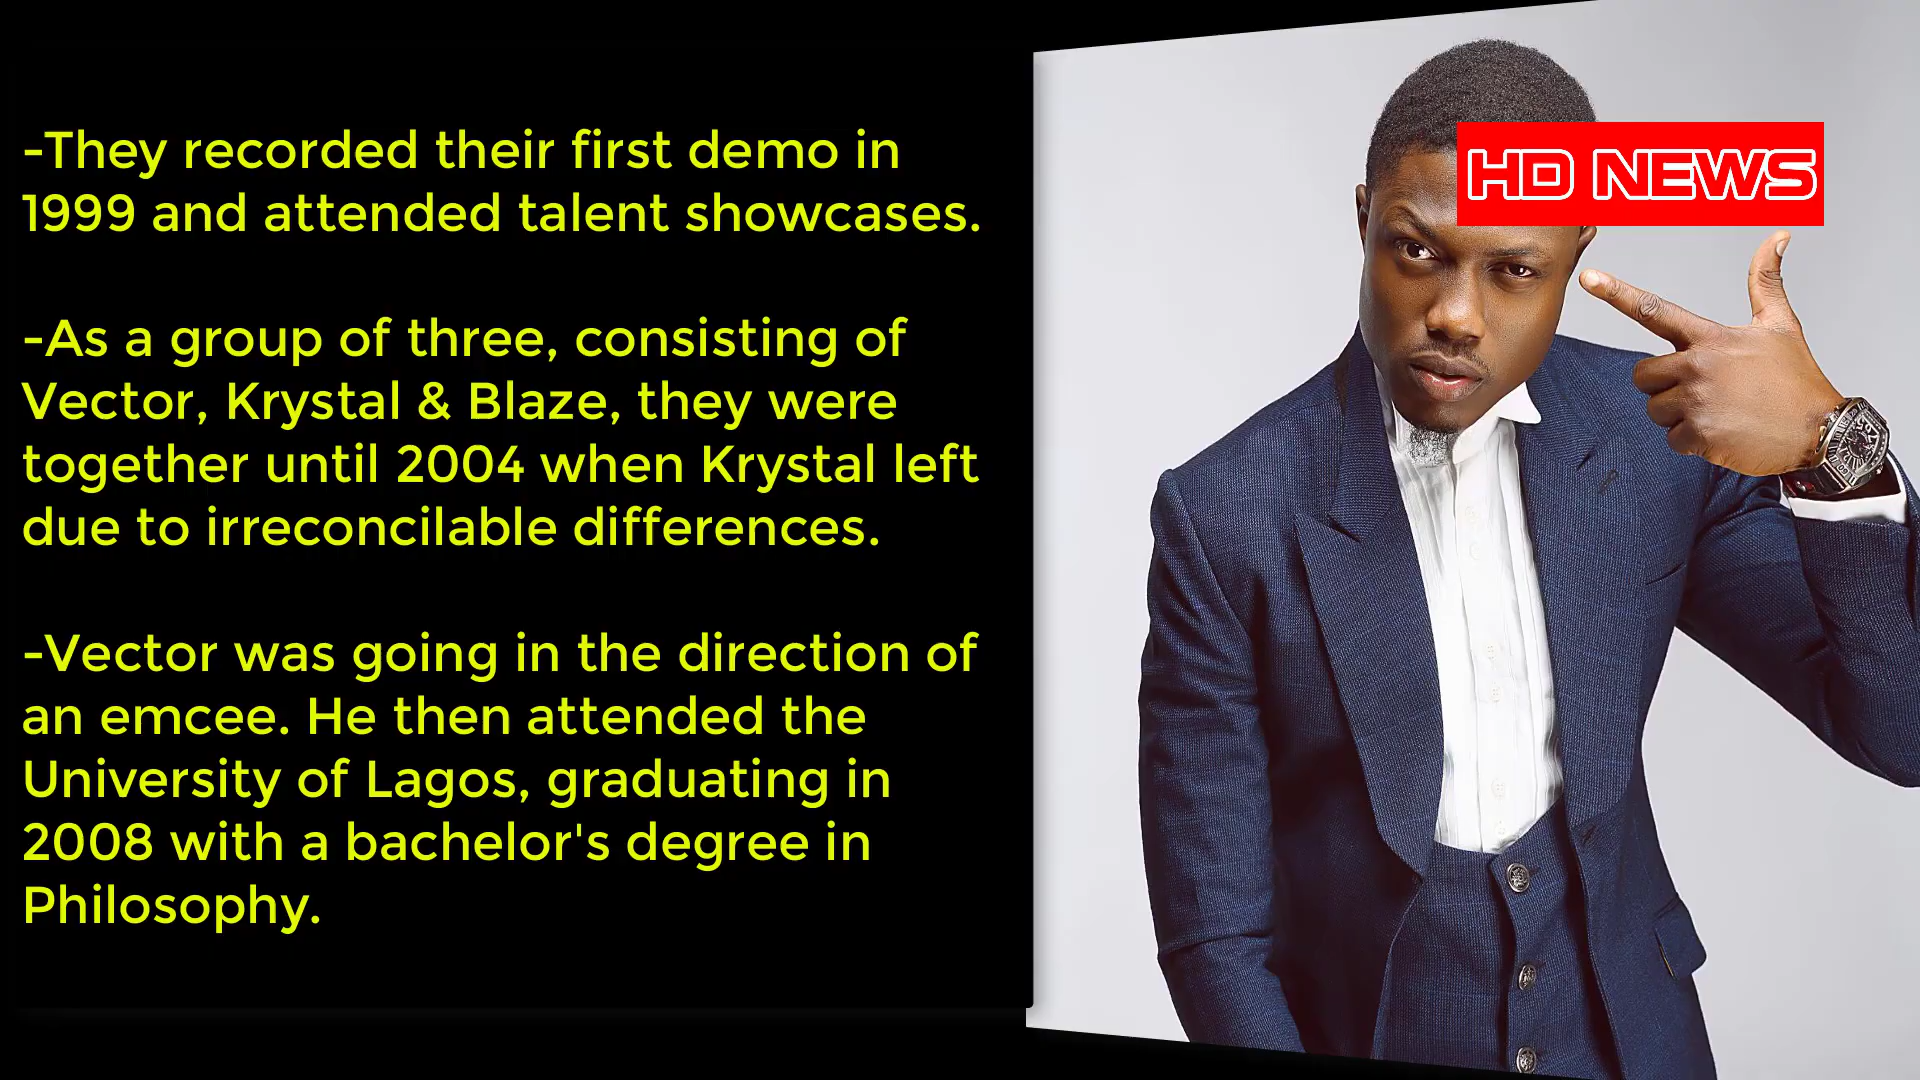 -They recorded their first demo in
1999 and attended talent showcases.
-As a group of three, consisting of
Vector, Krystal & Blaze, they were
together until 2004 when Krystal left
due to irreconcilable differences.
-Vector was going in the direction of
an emcee. He then attended the
University of Lagos, graduating in
2008 with a bachelor's degree in
Philosophy.
HD NEWS